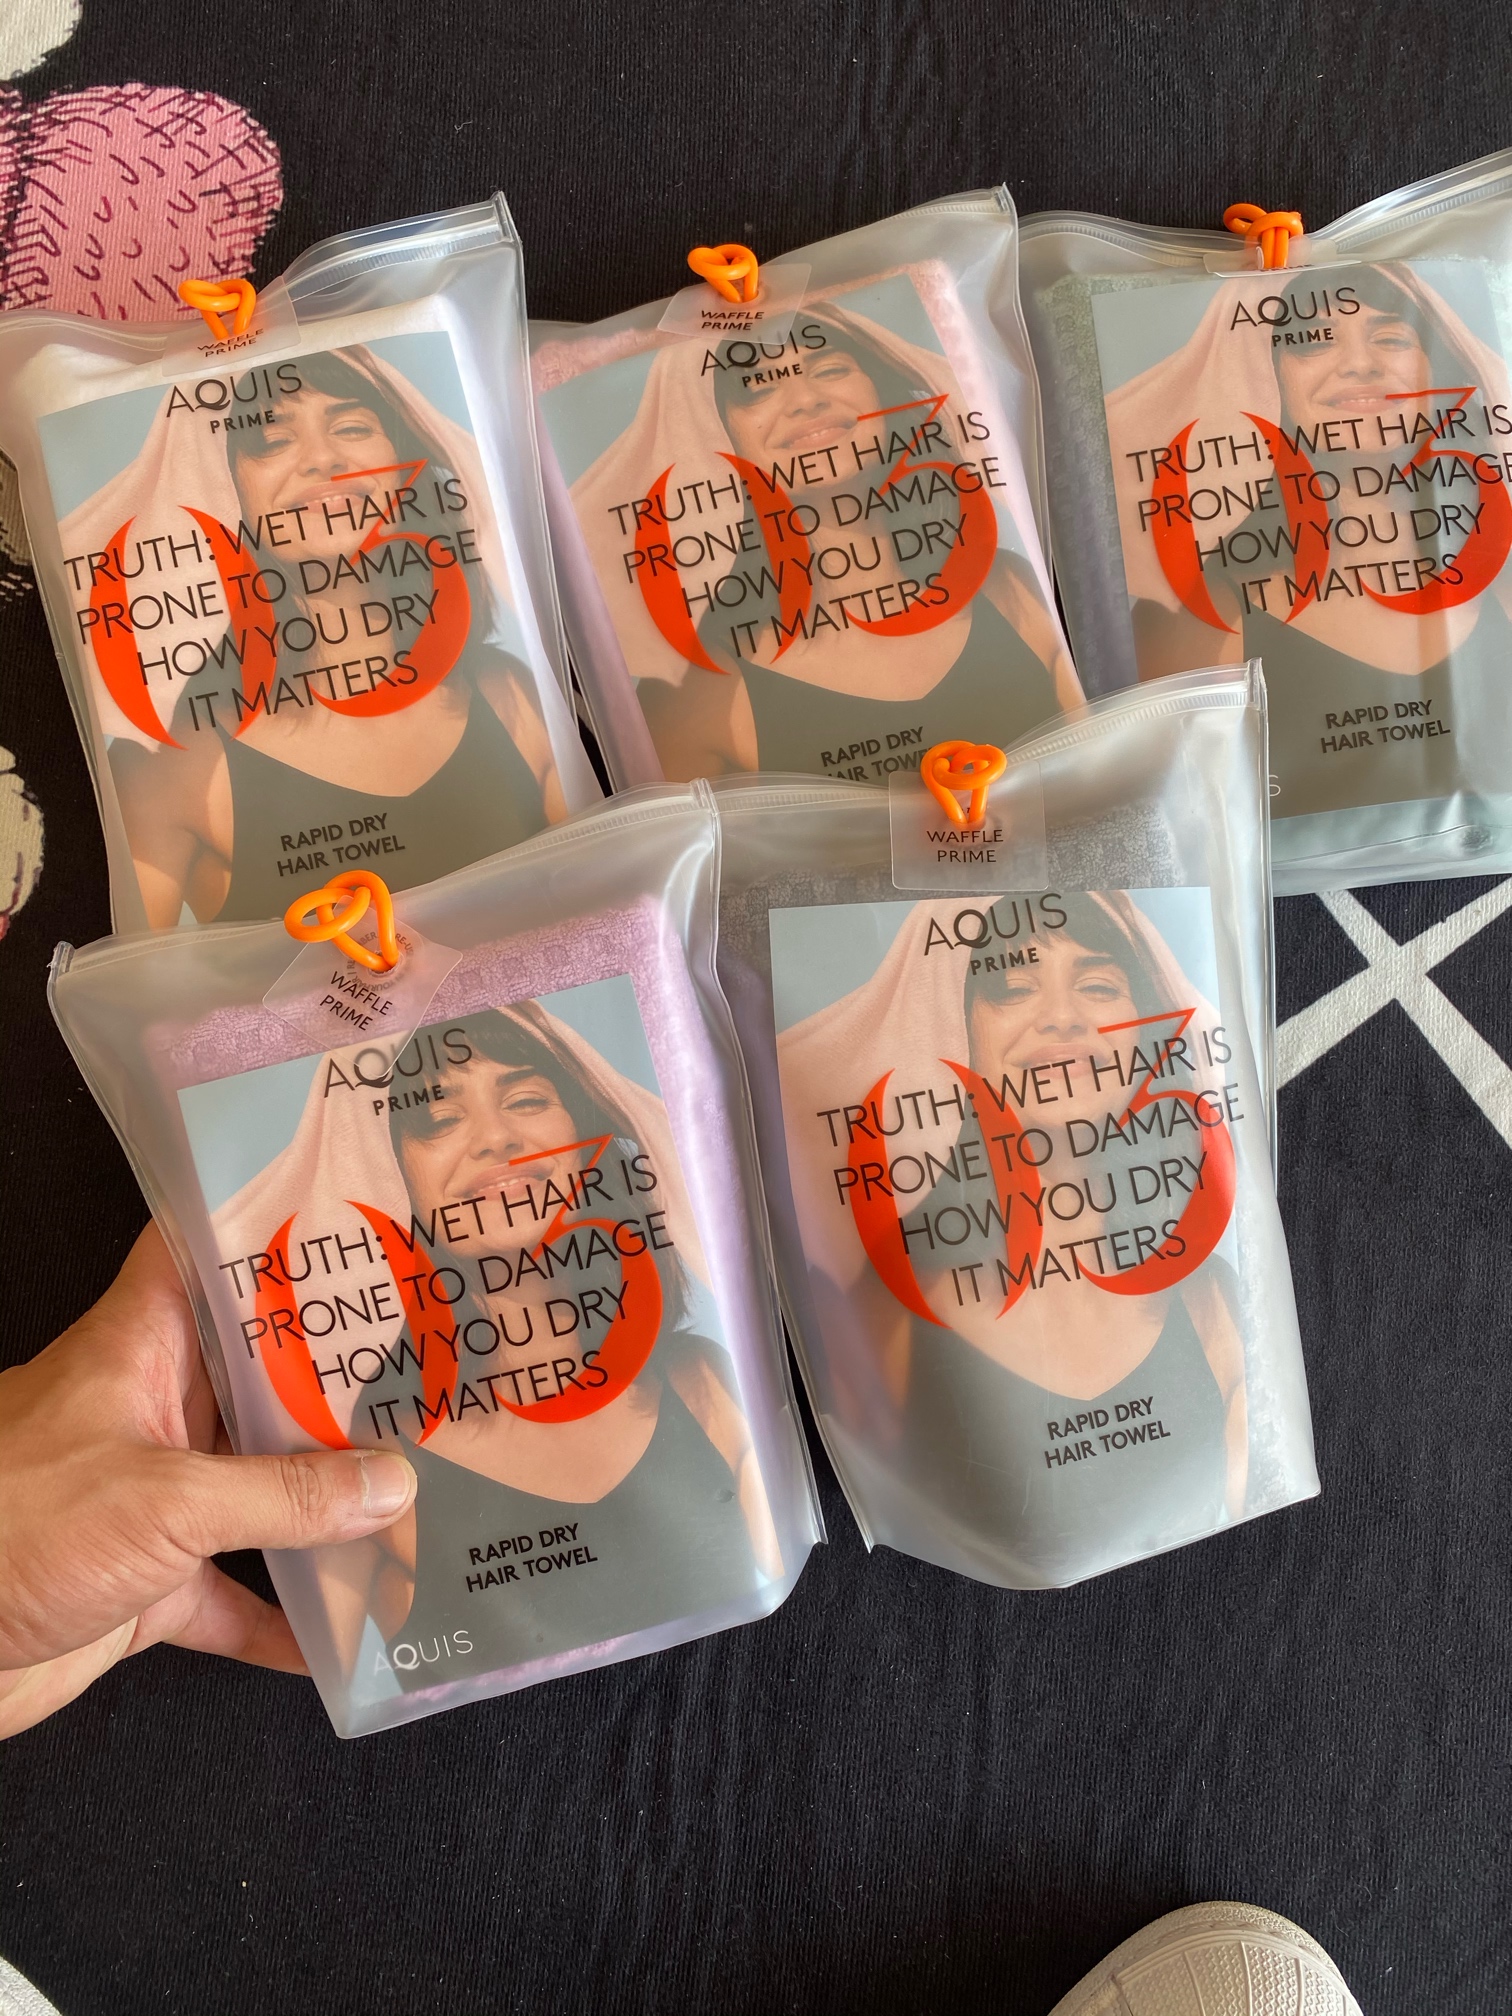 WAFFLE
PRIME
AQUIS
PRIME
TRUTH: WET HAIR IS
PRONE TO DAMAGE
HOW YOU DRY
IT MATTERS
03
RAPID DRY
HAIR TOWEL
WAFFLE
PRIME
AQUIS
PRIME
TRUTH: WET HAIR IS
PRONE TO DAMAGE
HOW YOU DRY
IT MATTERS
03
RAPID DRY
HAIR TOWEL
AQUIS
PRIME
TRUTH: WET HAIR IS
PRONE TO DAMAGE
HOW YOU DRY
IT MATTERS
03
RAPID DRY
HAIR TOWEL
WAFFLE
PRIME
AQUIS
PRIME
TRUTH: WET HAIR IS
PRONE TO DAMAGE
HOW YOU DRY
IT MATTERS
03
RAPID DRY
HAIR TOWEL
AQUIS
WAFFLE
PRIME
AQUIS
PRIME
TRUTH: WET HAIR IS
PRONE TO DAMAGE
HOW YOU DRY
IT MATTERS
03
RAPID DRY
HAIR TOWEL